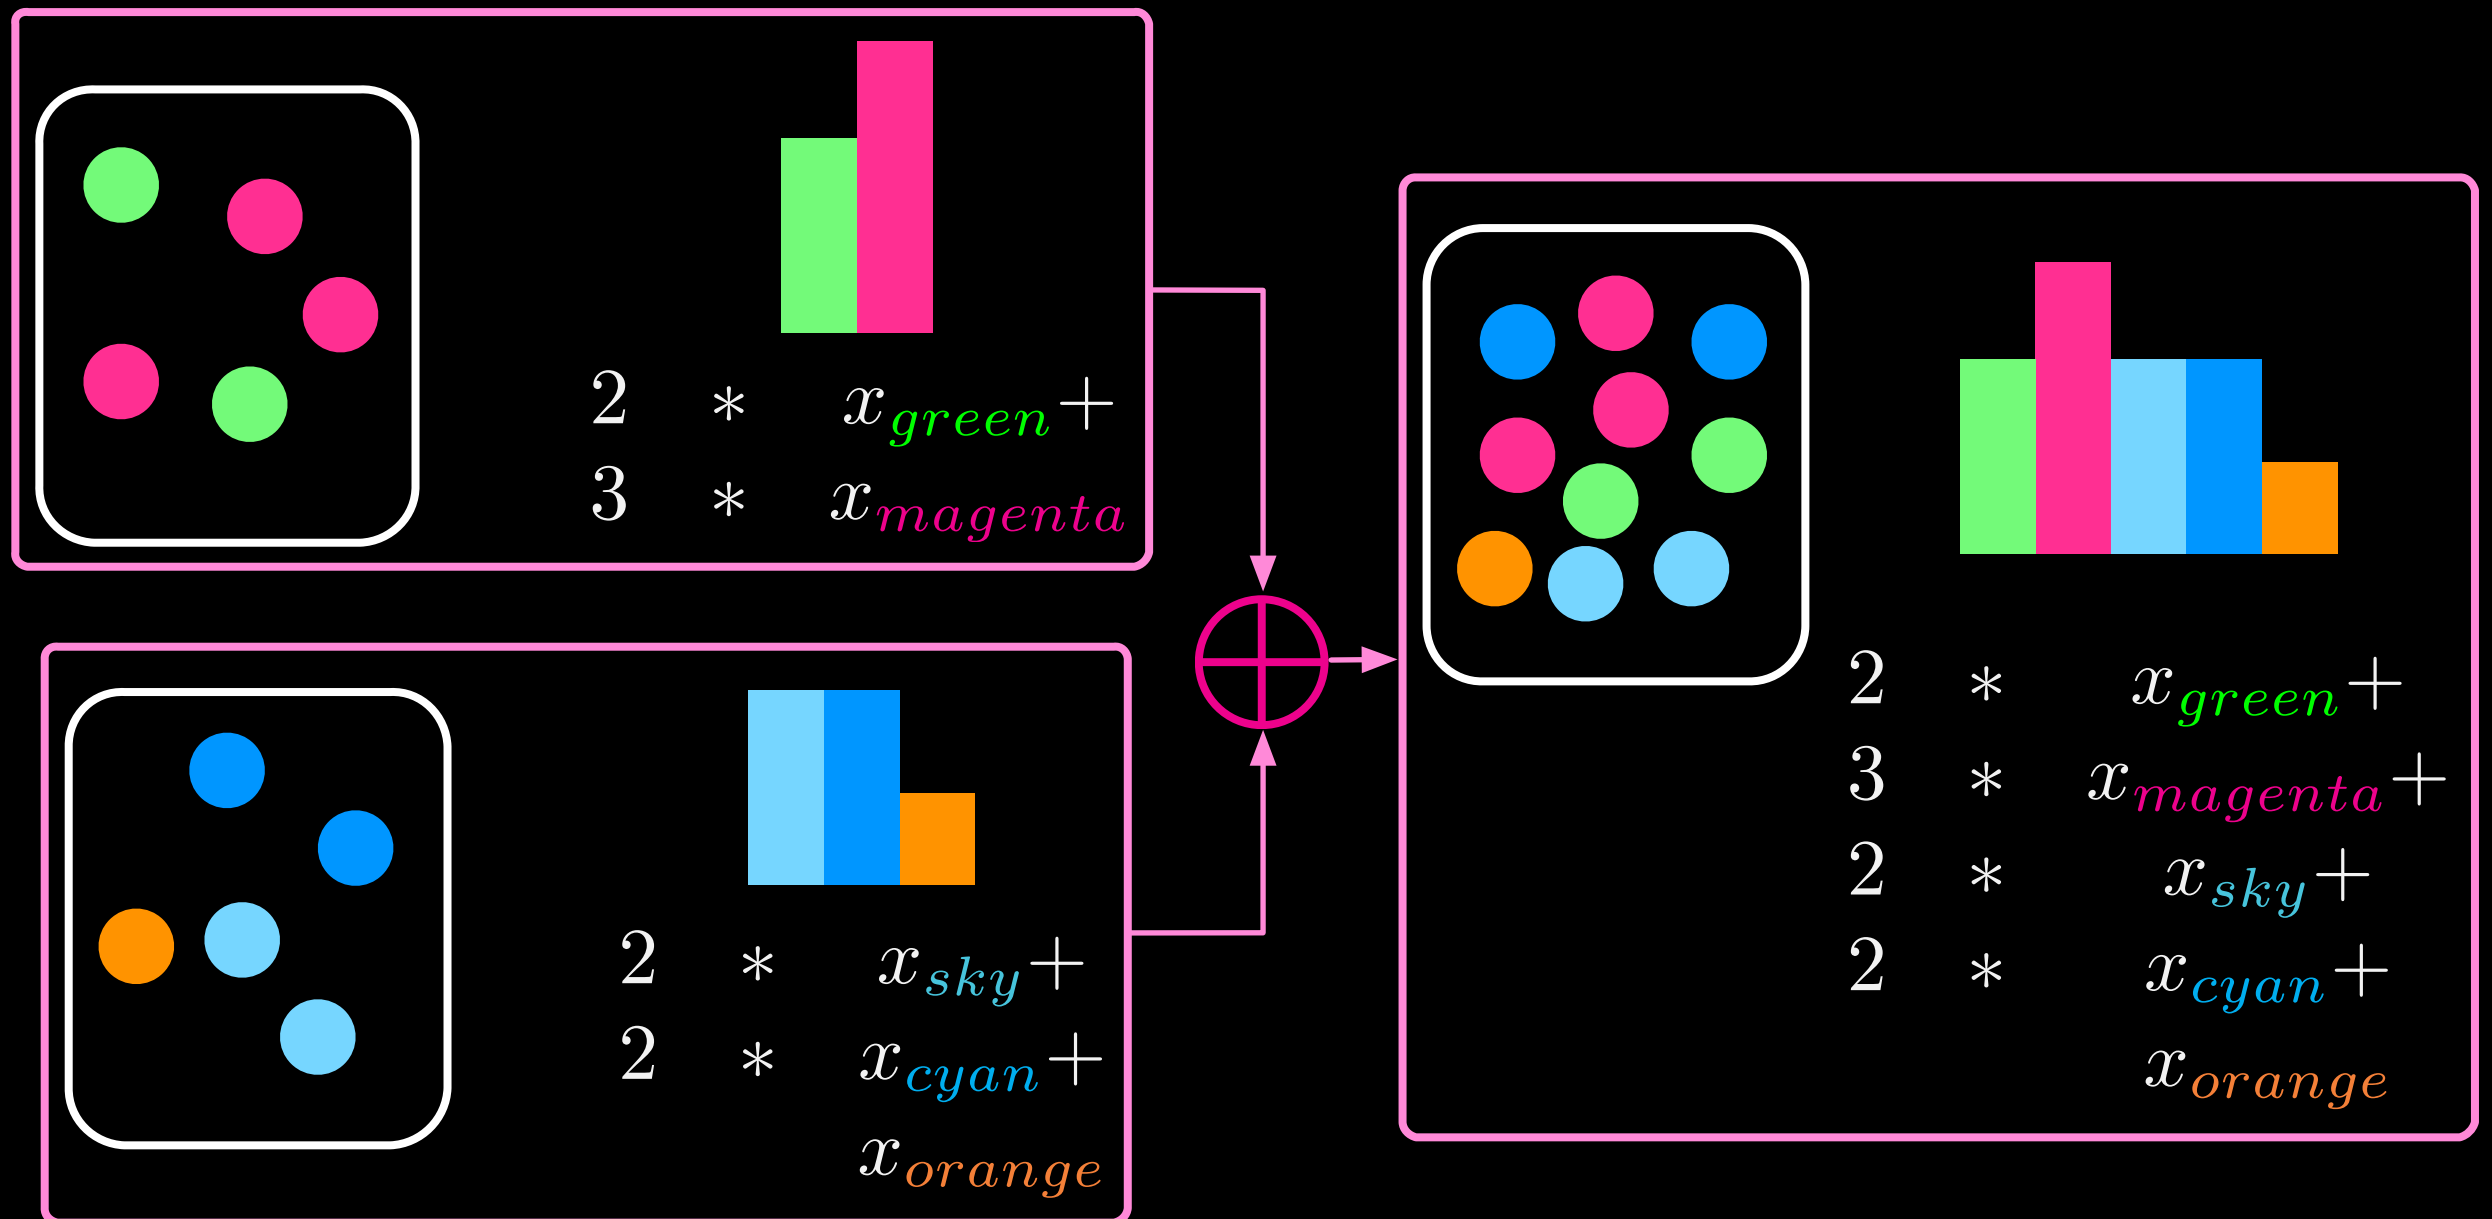 2 * x_green+
3 * x_magenta
2 * x_sky+
2 * x_cyan+
x_orange
2 * x_green+
3 * x_magenta+
2 * x_sky+
2 * x_cyan+
x_orange